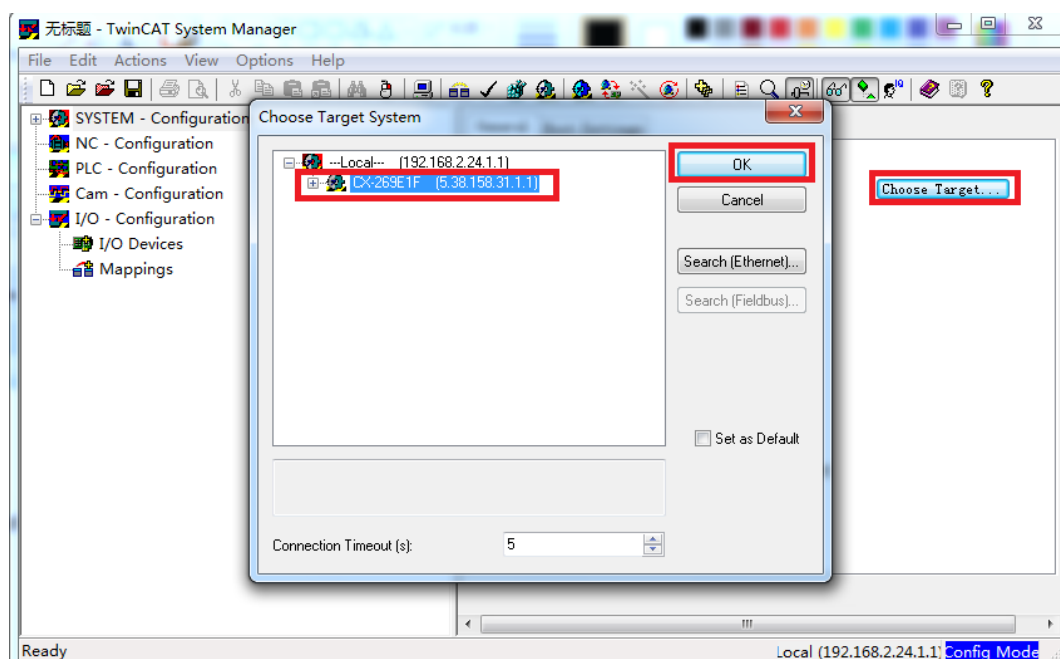 无标题 - TwinCAT System Manager
File Edit Actions View Options Help
SYSTEM - Configuration
NC - Configuration
PLC - Configuration
Cam - Configuration
I/O - Configuration
I/O Devices
Mappings
Choose Target System
---Local--- (192.168.2.24.1.1)
CX-269E1F (5.38.158.31.1.1)
OK
Cancel
Search (Ethernet)...
Search (Fieldbus)...
Set as Default
Connection Timeout (s): 5
Choose Target...
Ready
Local (192.168.2.24.1.1) Config Mode